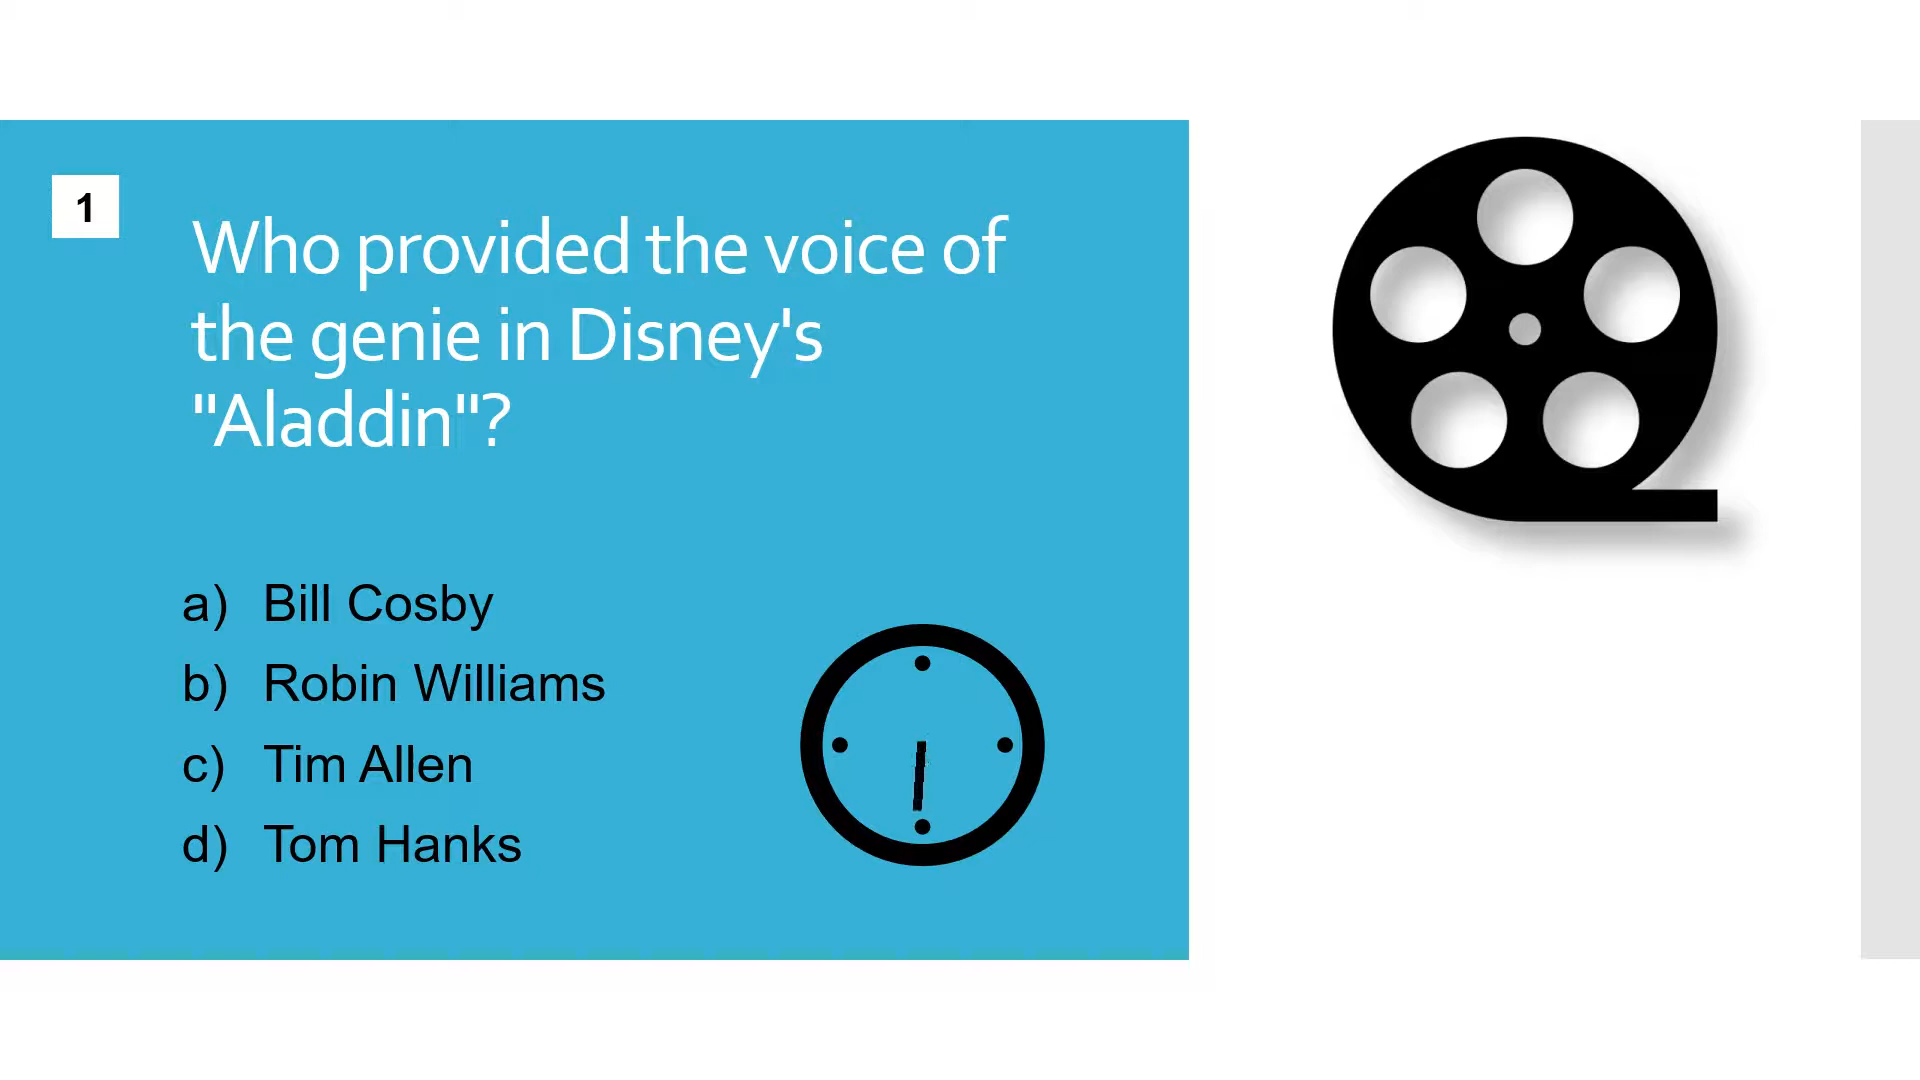 1
Who provided the voice of
the genie in Disney's
"Aladdin"?
a) Bill Cosby
b) Robin Williams
c) Tim Allen
d) Tom Hanks